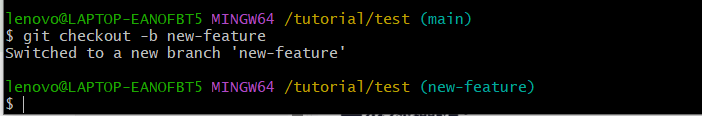 lenovo@LAPTOP-EANOFBT5 MINGW64 /tutorial/test (main)
$ git checkout -b new-feature
Switched to a new branch 'new-feature'
lenovo@LAPTOP-EANOFBT5 MINGW64 /tutorial/test (new-feature)
$